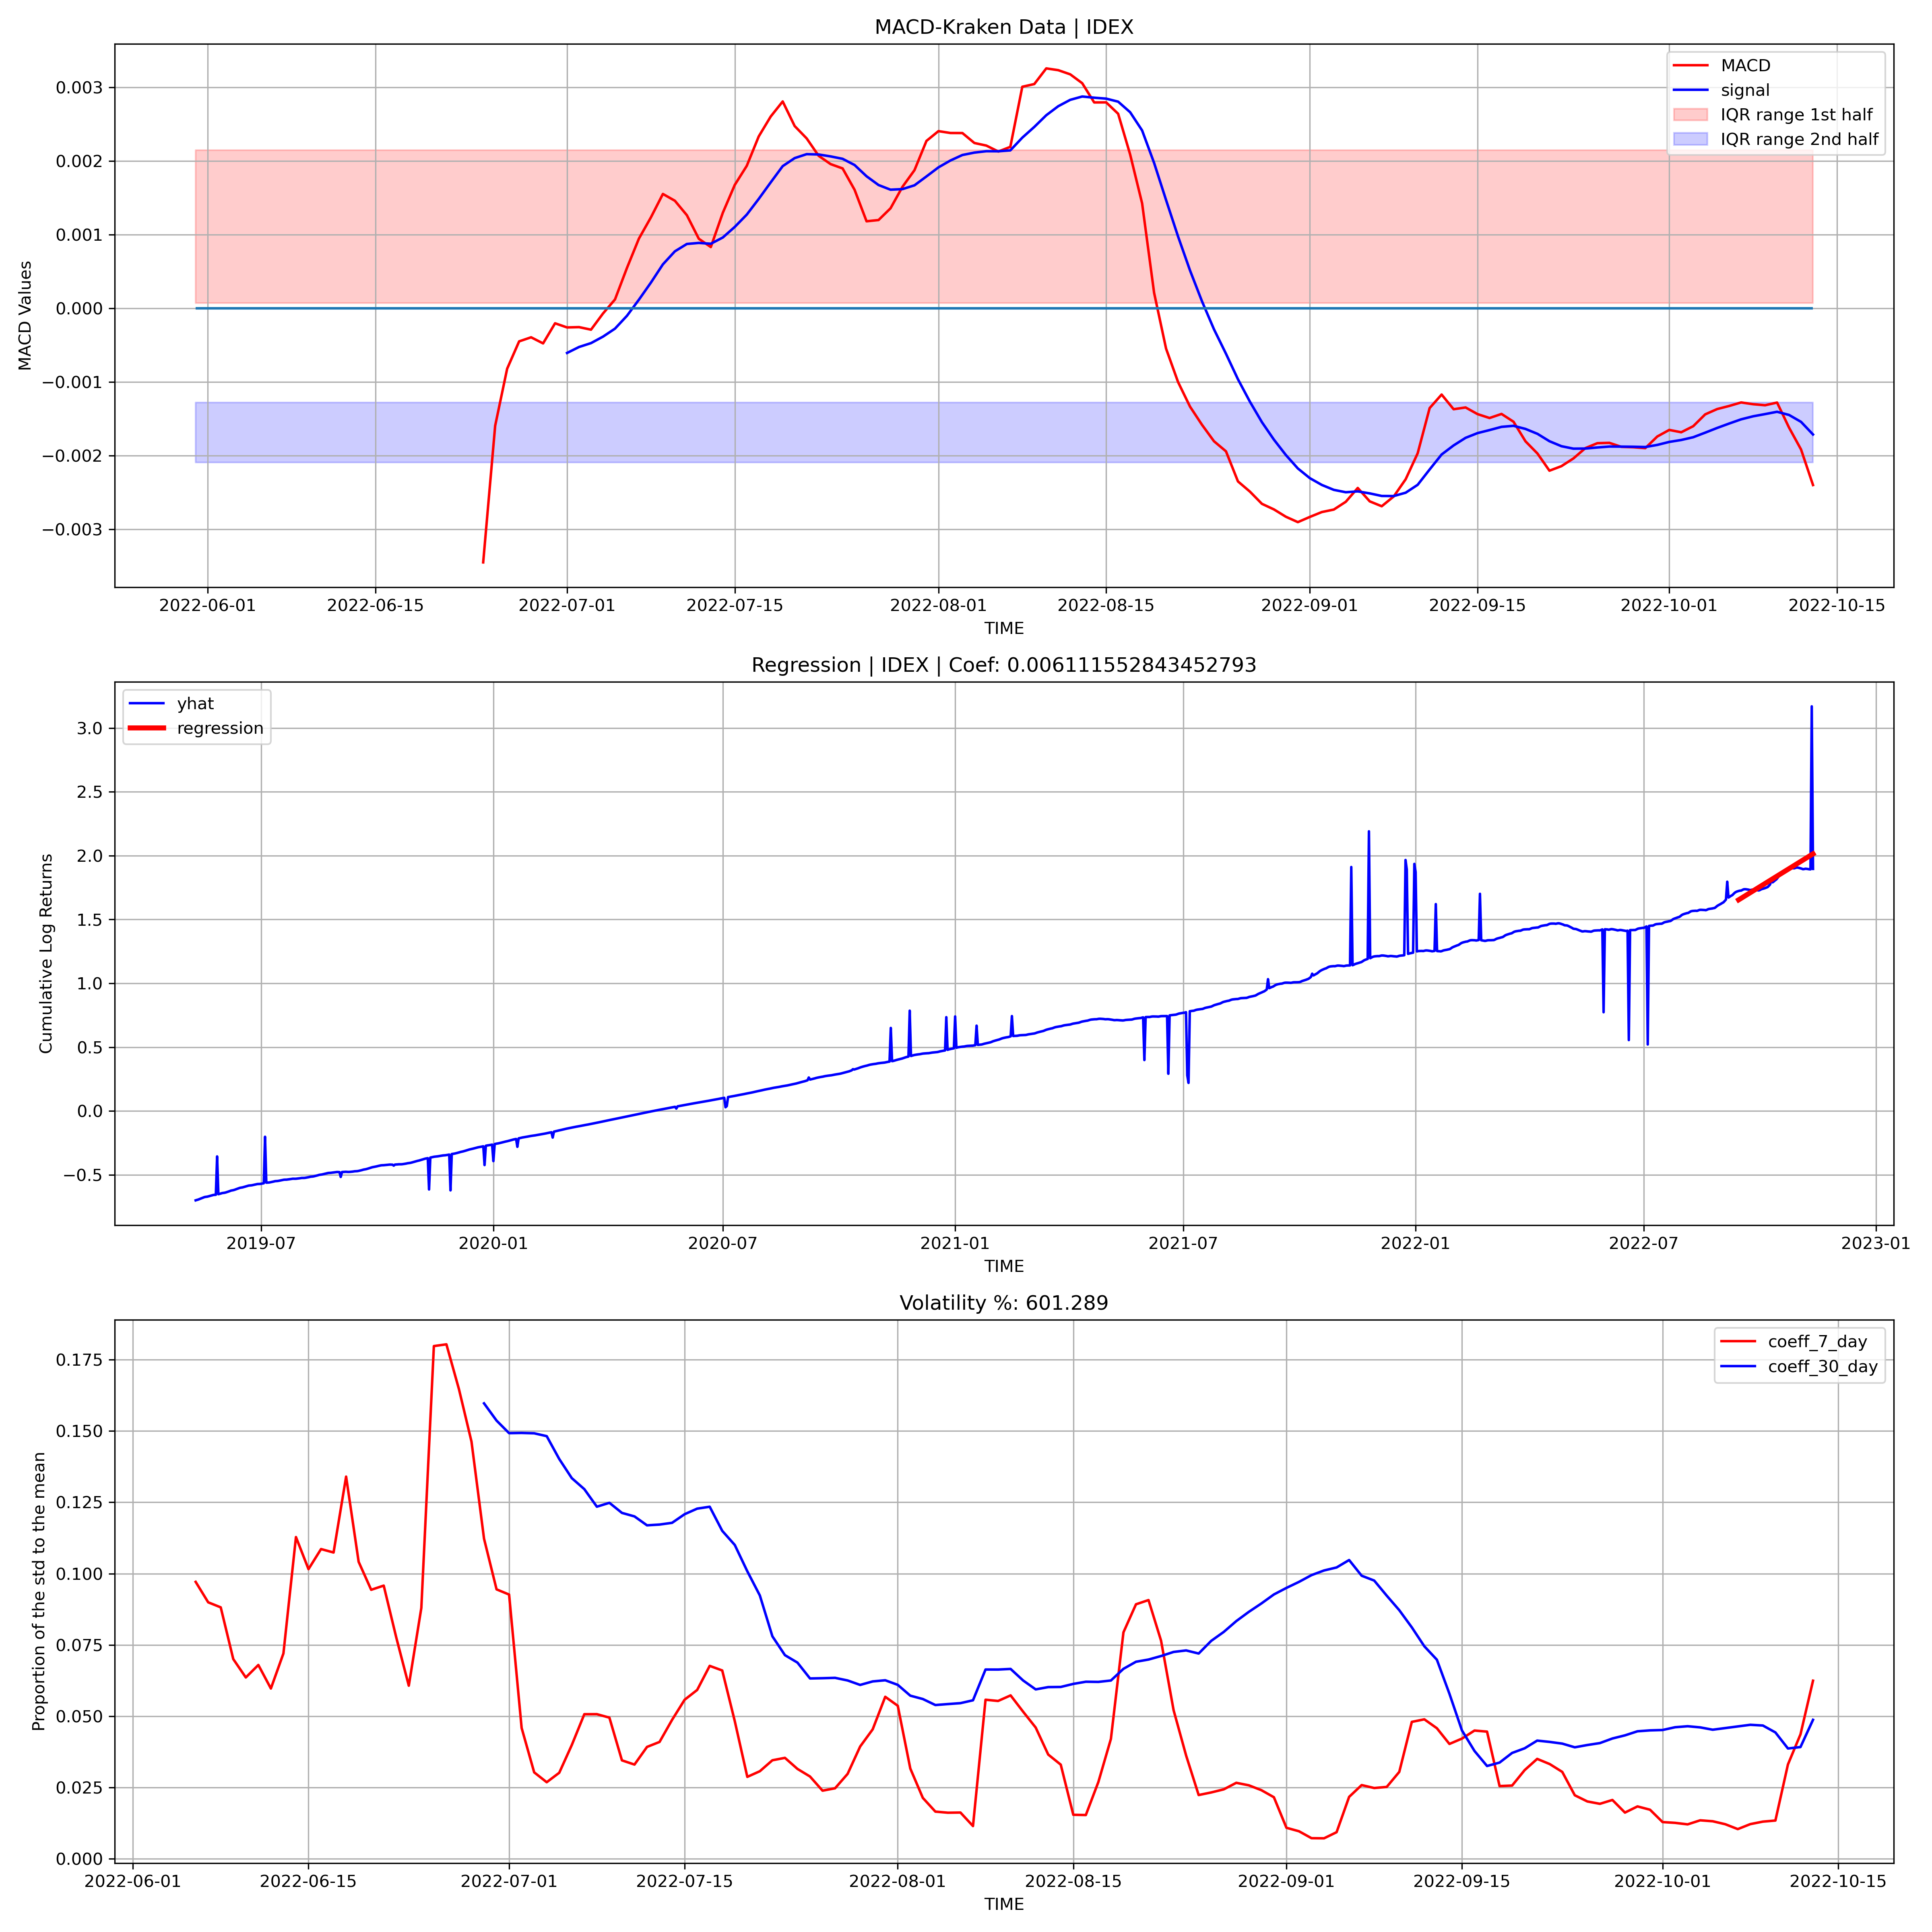 MACD-Kraken Data | IDEX
MACD Values
0.003
0.002
0.001
0.000
−0.001
−0.002
−0.003
MACD
signal
IQR range 1st half
IQR range 2nd half
2022-06-01 2022-06-15 2022-07-01 2022-07-15 2022-08-01 2022-08-15 2022-09-01 2022-09-15 2022-10-01 2022-10-15
TIME
Regression | IDEX | Coef: 0.006111552843452793
Cumulative Log Returns
3.0
2.5
2.0
1.5
1.0
0.5
0.0
−0.5
yhat
regression
2019-07 2020-01 2020-07 2021-01 2021-07 2022-01 2022-07 2023-01
TIME
Volatility %: 601.289
Proportion of the std to the mean
0.175
0.150
0.125
0.100
0.075
0.050
0.025
0.000
coeff_7_day
coeff_30_day
2022-06-01 2022-06-15 2022-07-01 2022-07-15 2022-08-01 2022-08-15 2022-09-01 2022-09-15 2022-10-01 2022-10-15
TIME